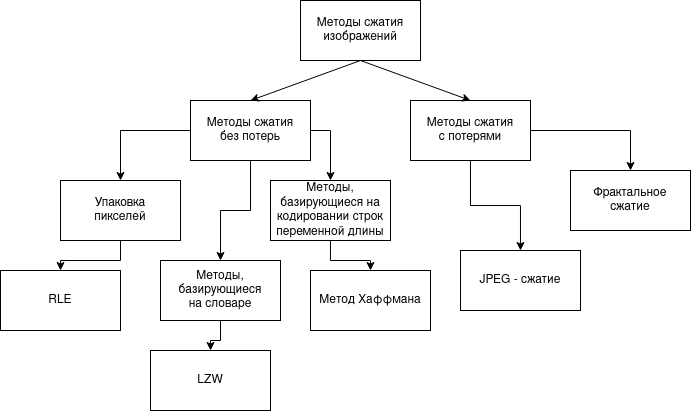 Методы сжатия
изображений
Методы сжатия
без потерь
Методы сжатия
с потерями
Упаковка
пикселей
Методы,
базирующиеся на
кодировании строк
переменной длины
Фрактальное
сжатие
RLE
Методы,
базирующиеся
на словаре
Метод Хаффмана
JPEG - сжатие
LZW